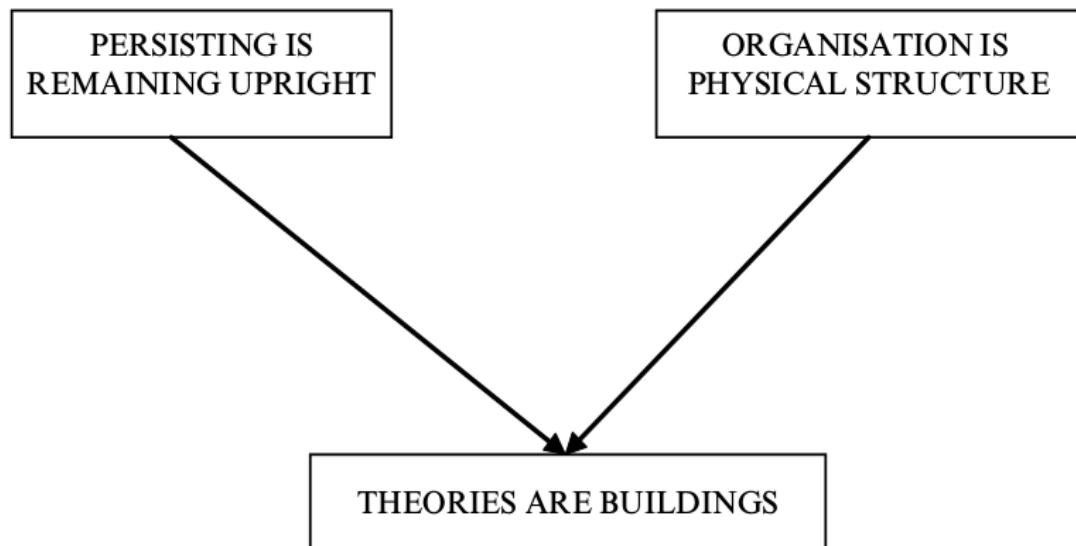 PERSISTING IS
REMAINING UPRIGHT
ORGANISATION IS
PHYSICAL STRUCTURE
THEORIES ARE BUILDINGS